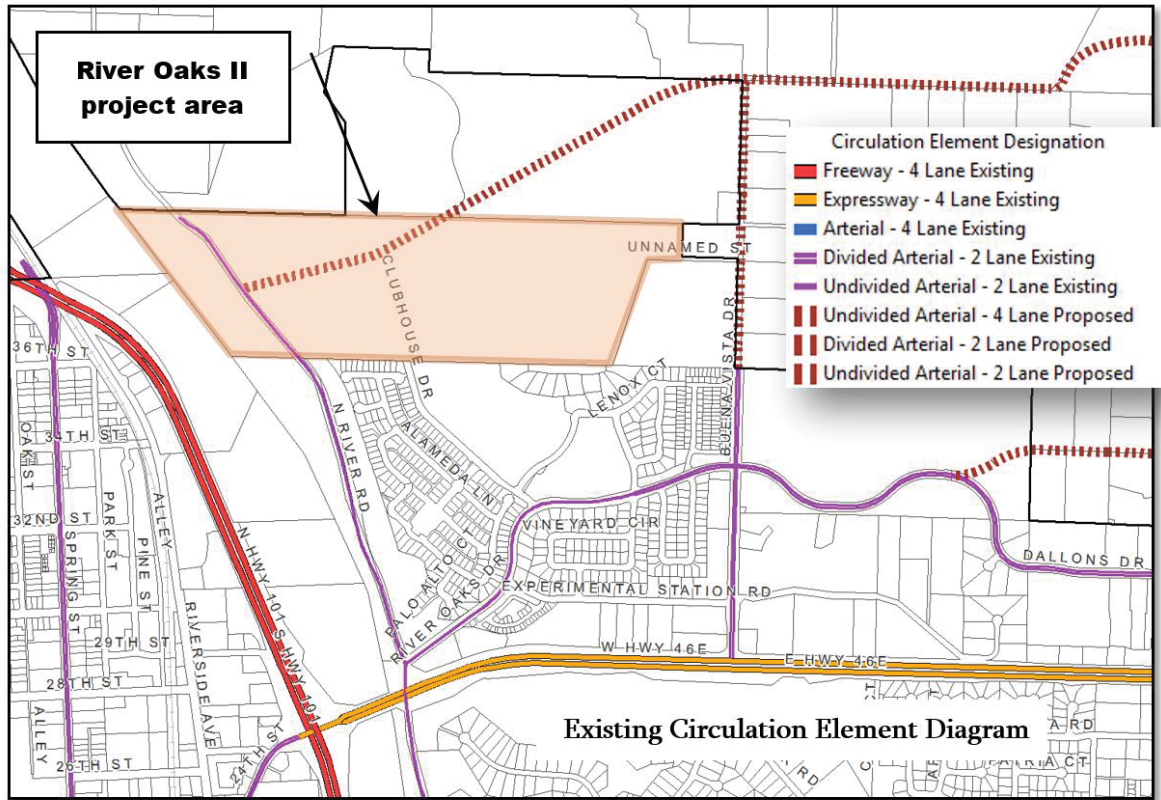 River Oaks II
project area
Circulation Element Designation
Freeway - 4 Lane Existing
Expressway - 4 Lane Existing
Arterial - 4 Lane Existing
Divided Arterial - 2 Lane Existing
Undivided Arterial - 2 Lane Existing
Undivided Arterial - 4 Lane Proposed
Divided Arterial - 2 Lane Proposed
Undivided Arterial - 2 Lane Proposed
UNNAMED ST
CLUBHOUSE DR
BUENA VISTA DR
LENOX CT
36TH ST
OAK ST
34TH ST
N RIVER RD
ALAMEDA LN
32ND ST
PARK ST
ALLEY
SPRING ST
PINE ST
N HWY 101
S HWY 101
VINEYARD CIR
PALO ALTO CT
RIVER OAKS DR
EXPERIMENTAL STATION RD
DALLONS DR
RIVERSIDE AVE
29TH ST
28TH ST
W HWY 46E
E HWY 46E
ALLEY
24TH ST
26TH ST
Existing Circulation Element Diagram
RD
RD
CT